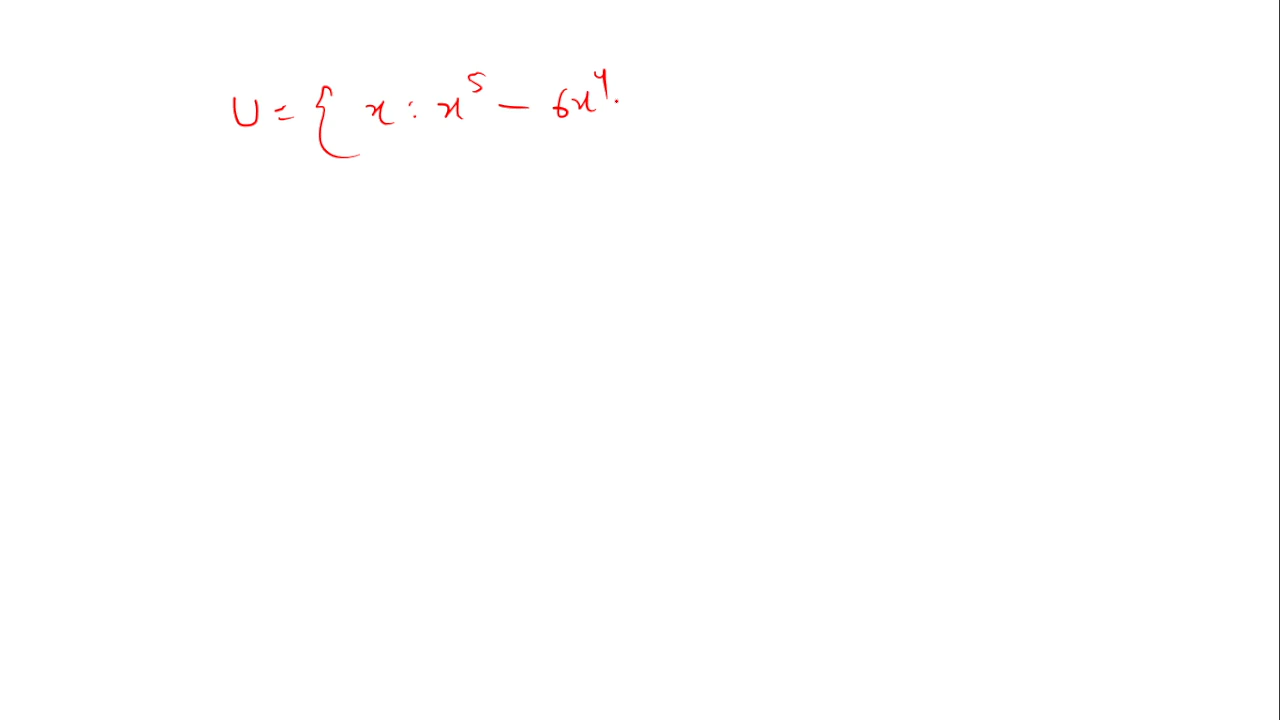 U = { x : x⁵ – 6x⁴.